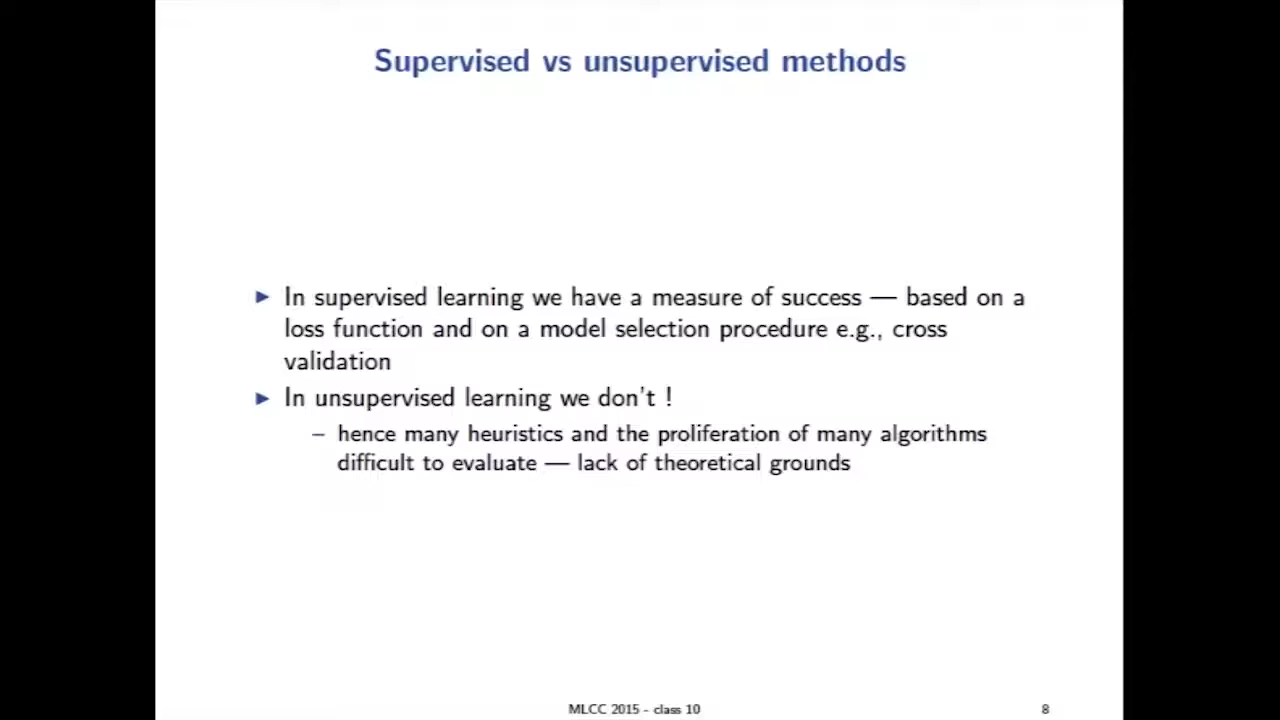 Supervised vs unsupervised methods
▶ In supervised learning we have a measure of success — based on a
loss function and on a model selection procedure e.g., cross
validation
▶ In unsupervised learning we don't !
– hence many heuristics and the proliferation of many algorithms
difficult to evaluate — lack of theoretical grounds
MLCC 2015 - class 10
8